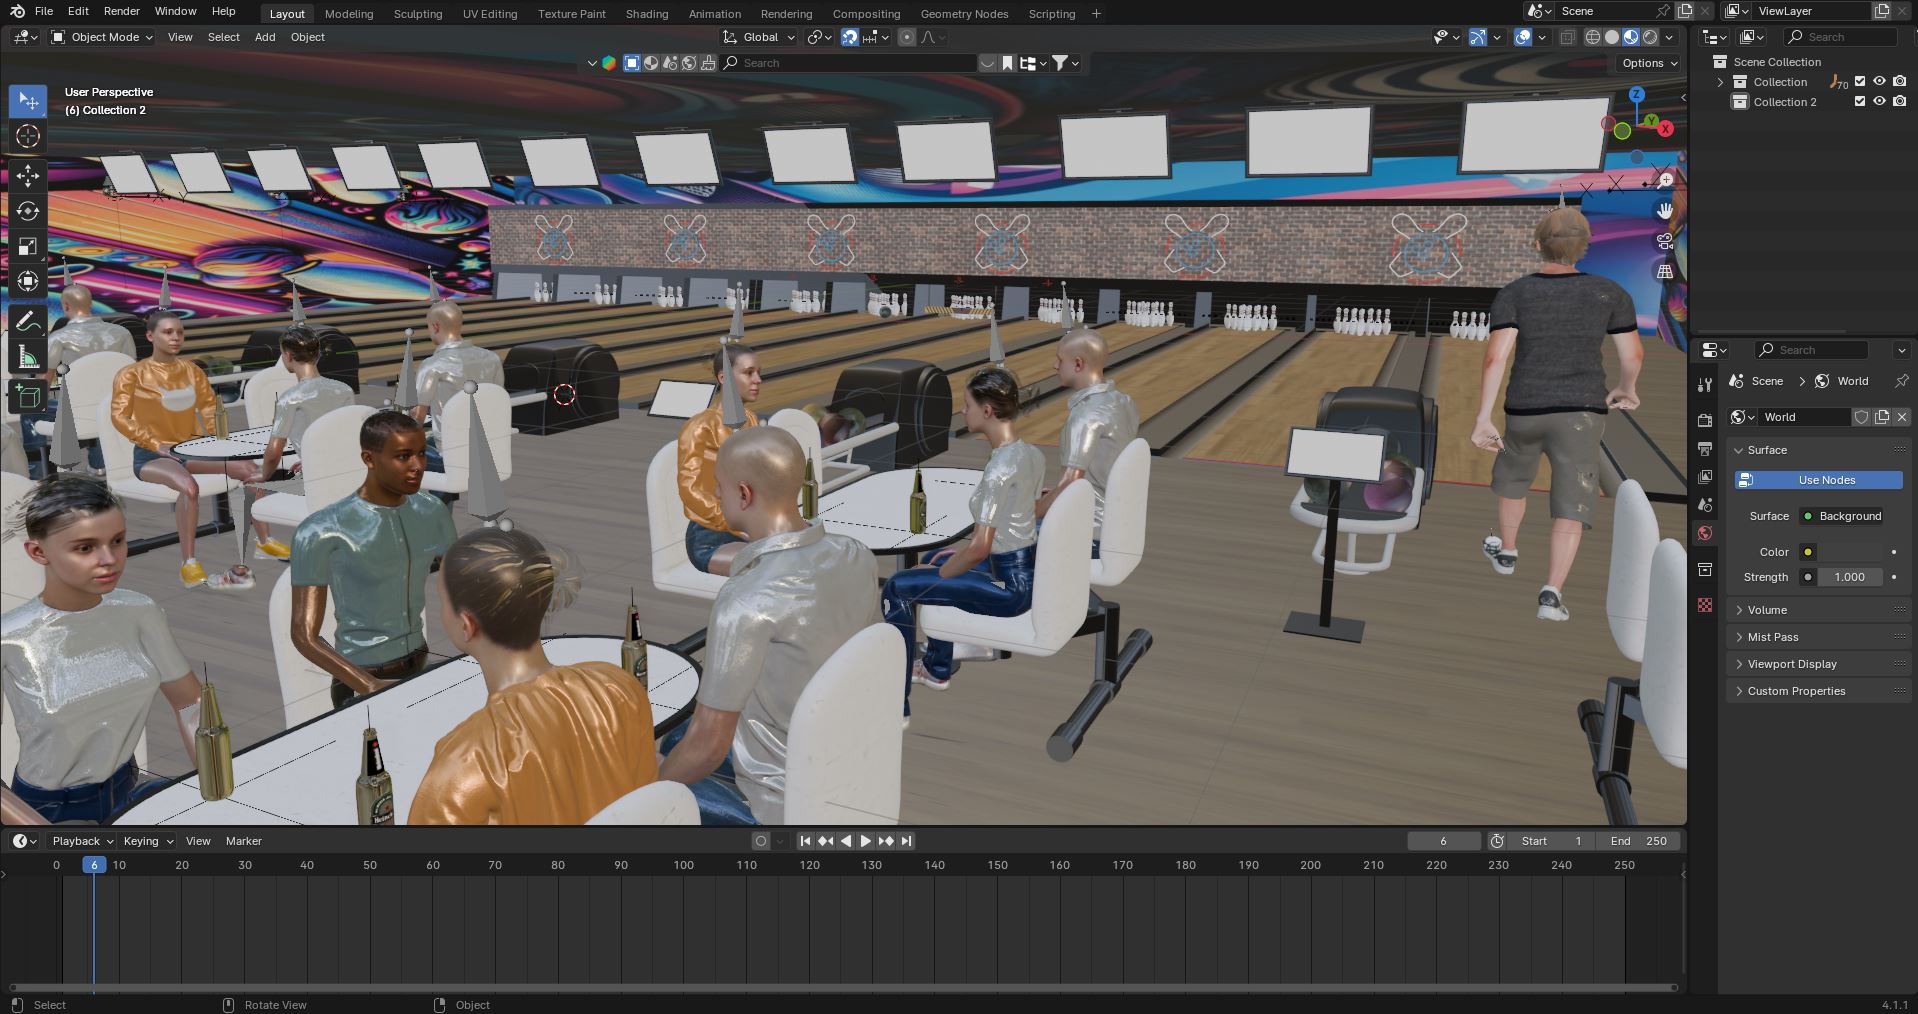 File Edit Render Window Help Layout Modeling Sculpting UV Editing Texture Paint Shading Animation Rendering Compositing Geometry Nodes Scripting + Scene ViewLayer
Object Mode View Select Add Object Global Search
Search Options
User Perspective
(6) Collection 2
Scene Collection
Collection 70
Collection 2
Z
Y
X
Search
Scene > World
World
Surface
Use Nodes
Surface Background
Color
Strength 1.000
Volume
Mist Pass
Viewport Display
Custom Properties
Playback Keying View Marker 6 Start 1 End 250
0 6 10 20 30 40 50 60 70 80 90 100 110 120 130 140 150 160 170 180 190 200 210 220 230 240 250
Select Rotate View Object 4.1.1